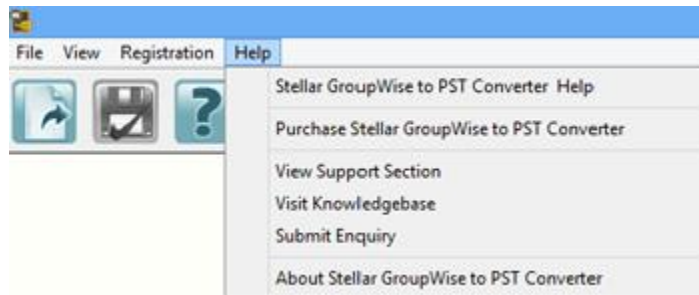 File View Registration Help
Stellar GroupWise to PST Converter Help
Purchase Stellar GroupWise to PST Converter
View Support Section
Visit Knowledgebase
Submit Enquiry
About Stellar GroupWise to PST Converter